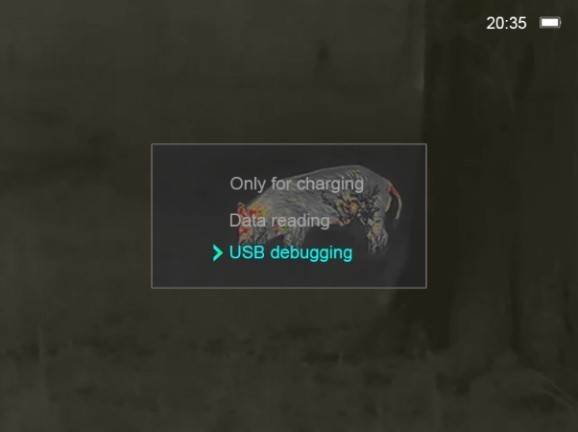 20:35
Only for charging
Data reading
USB debugging